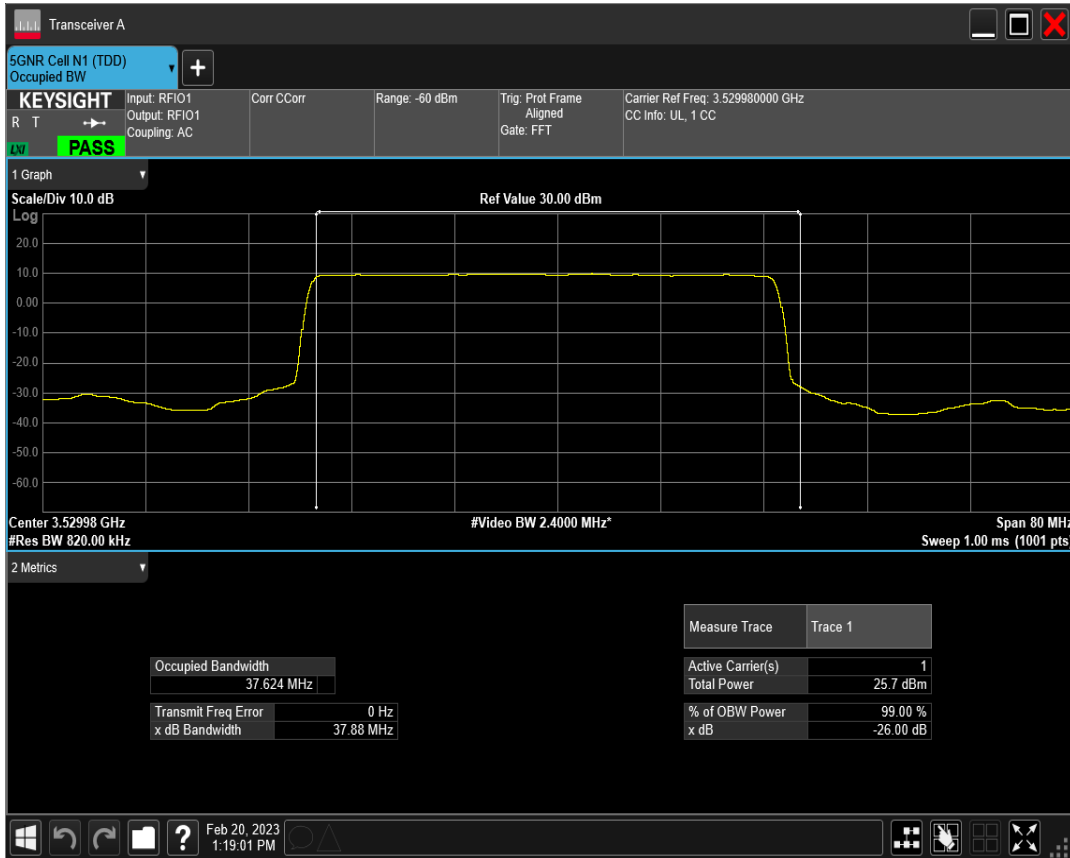 Transceiver A
5GNR Cell N1 (TDD)
Occupied BW
+
KEYSIGHT
R T
LXI
PASS
Input: RFIO1
Output: RFIO1
Coupling: AC
Corr CCorr
Range: -60 dBm
Trig: Prot Frame
Aligned
Gate: FFT
Carrier Ref Freq: 3.529980000 GHz
CC Info: UL, 1 CC
1 Graph
Scale/Div 10.0 dB
Ref Value 30.00 dBm
Log
20.0
10.0
0.00
-10.0
-20.0
-30.0
-40.0
-50.0
-60.0
Center 3.52998 GHz
#Video BW 2.4000 MHz*
Span 80 MHz
#Res BW 820.00 kHz
Sweep 1.00 ms (1001 pts)
2 Metrics
Measure Trace Trace 1
Occupied Bandwidth
37.624 MHz
Transmit Freq Error 0 Hz
x dB Bandwidth 37.88 MHz
Active Carrier(s) 1
Total Power 25.7 dBm
% of OBW Power 99.00 %
x dB -26.00 dB
?
Feb 20, 2023
1:19:01 PM